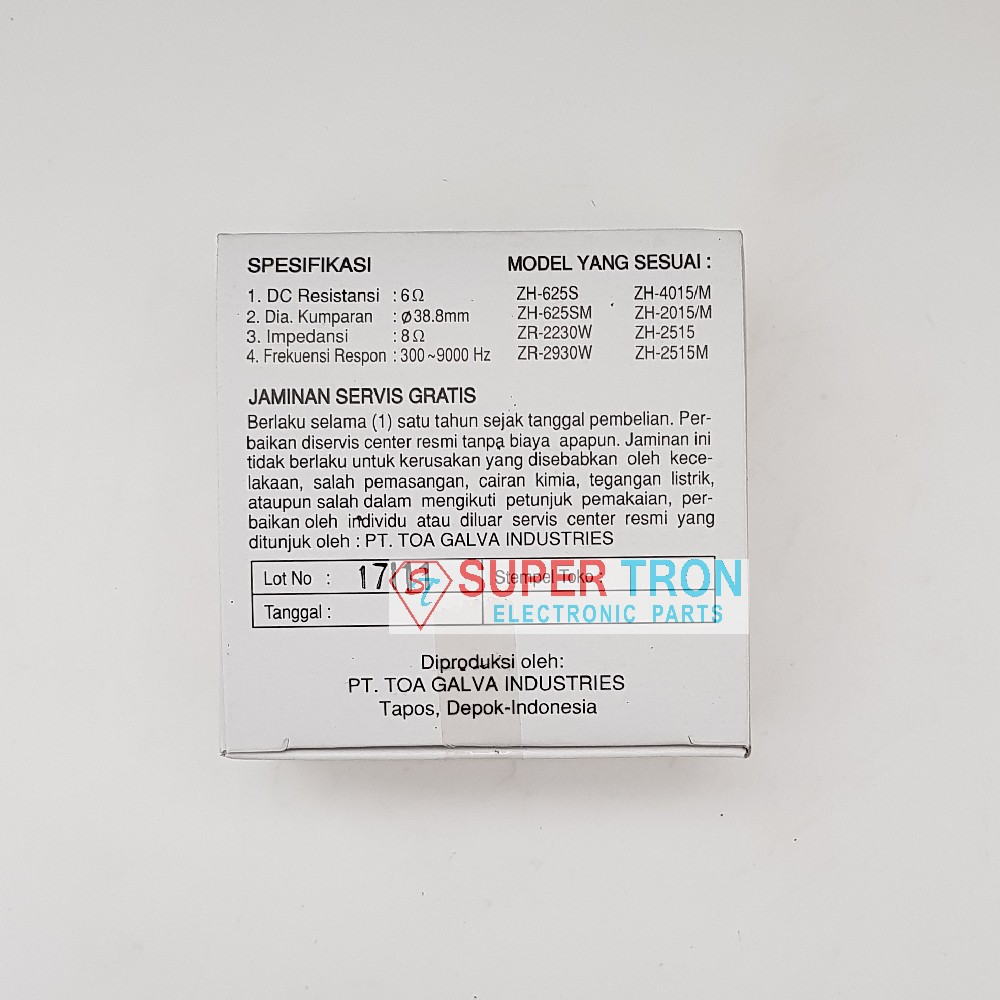 SPESIFIKASI
1. DC Resistansi : 6Ω
2. Dia. Kumparan : ø38.8mm
3. Impedansi : 8Ω
4. Frekuensi Respon : 300~9000 Hz
MODEL YANG SESUAI :
ZH-625S ZH-4015/M
ZH-625SM ZH-2015/M
ZR-2230W ZH-2515
ZR-2930W ZH-2515M
JAMINAN SERVIS GRATIS
Berlaku selama (1) satu tahun sejak tanggal pembelian. Per-
baikan diservis center resmi tanpa biaya apapun. Jaminan ini
tidak berlaku untuk kerusakan yang disebabkan oleh kece-
lakaan, salah pemasangan, cairan kimia, tegangan listrik,
ataupun salah dalam mengikuti petunjuk pemakaian, per-
baikan oleh individu atau diluar servis center resmi yang
ditunjuk oleh : PT. TOA GALVA INDUSTRIES
Lot No :
Stempel Toko :
Tanggal :
SUPER TRON
ELECTRONIC PARTS
Diproduksi oleh:
PT. TOA GALVA INDUSTRIES
Tapos, Depok-Indonesia